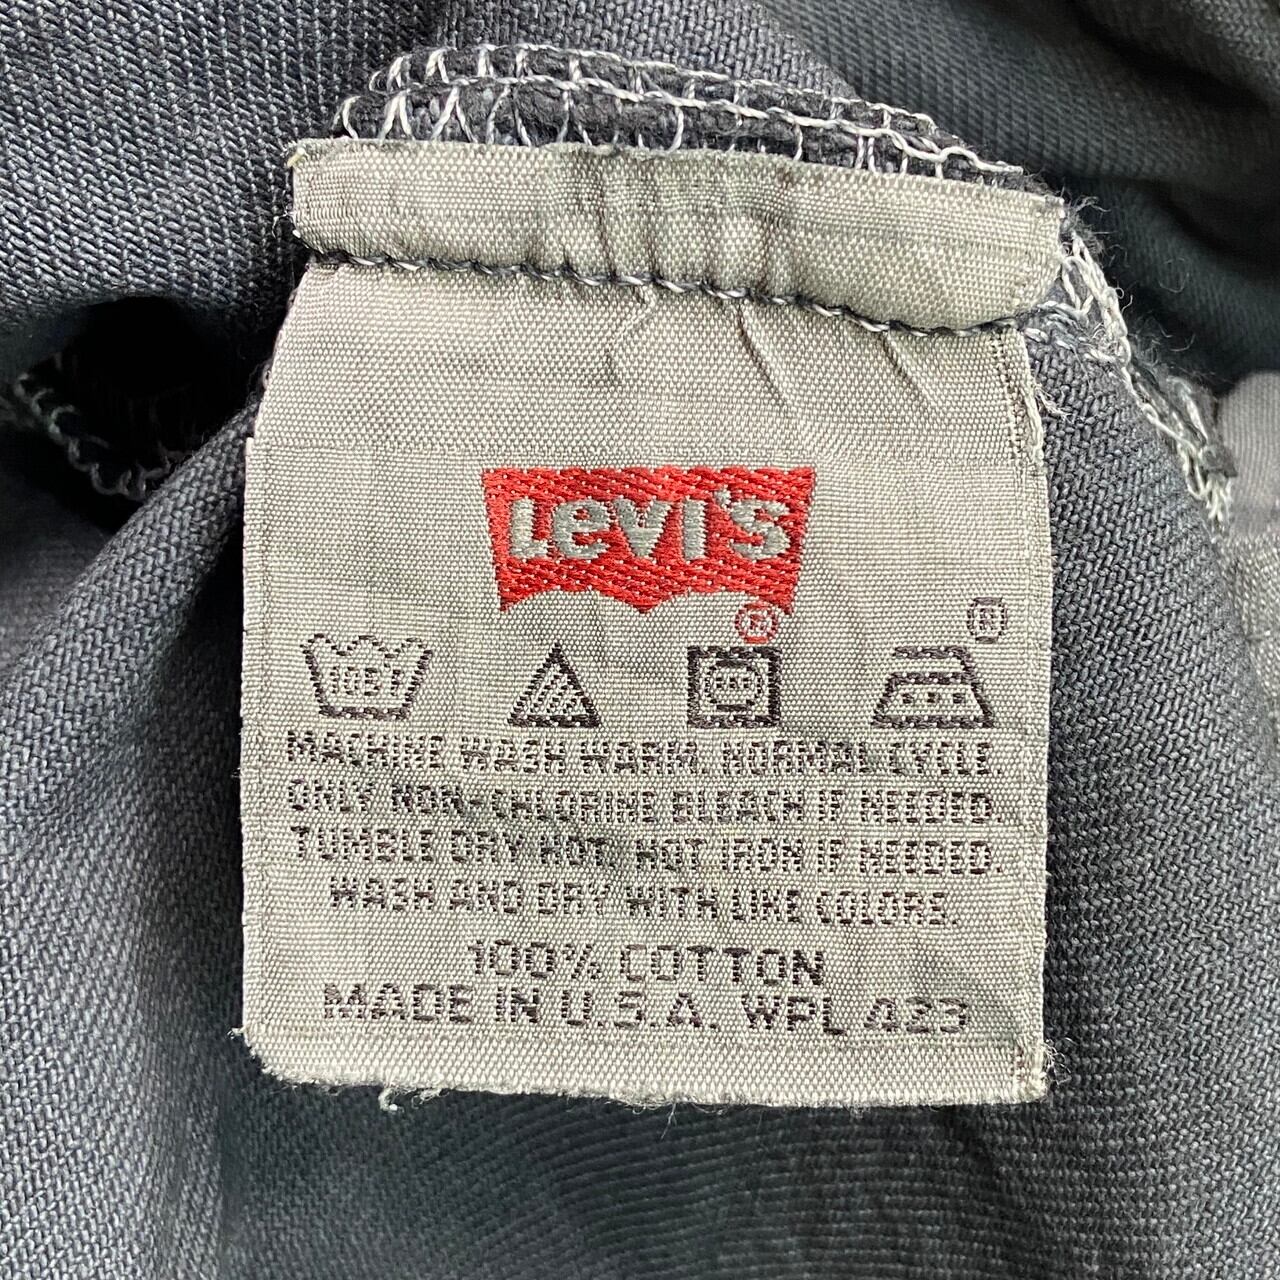 Levi's
®
®
105F
MACHINE WASH WARM. NORMAL CYCLE.
ONLY NON-CHLORINE BLEACH IF NEEDED.
TUMBLE DRY HOT. HOT IRON IF NEEDED.
WASH AND DRY WITH LIKE COLORS.
100% COTTON
MADE IN U.S.A. WPL 423